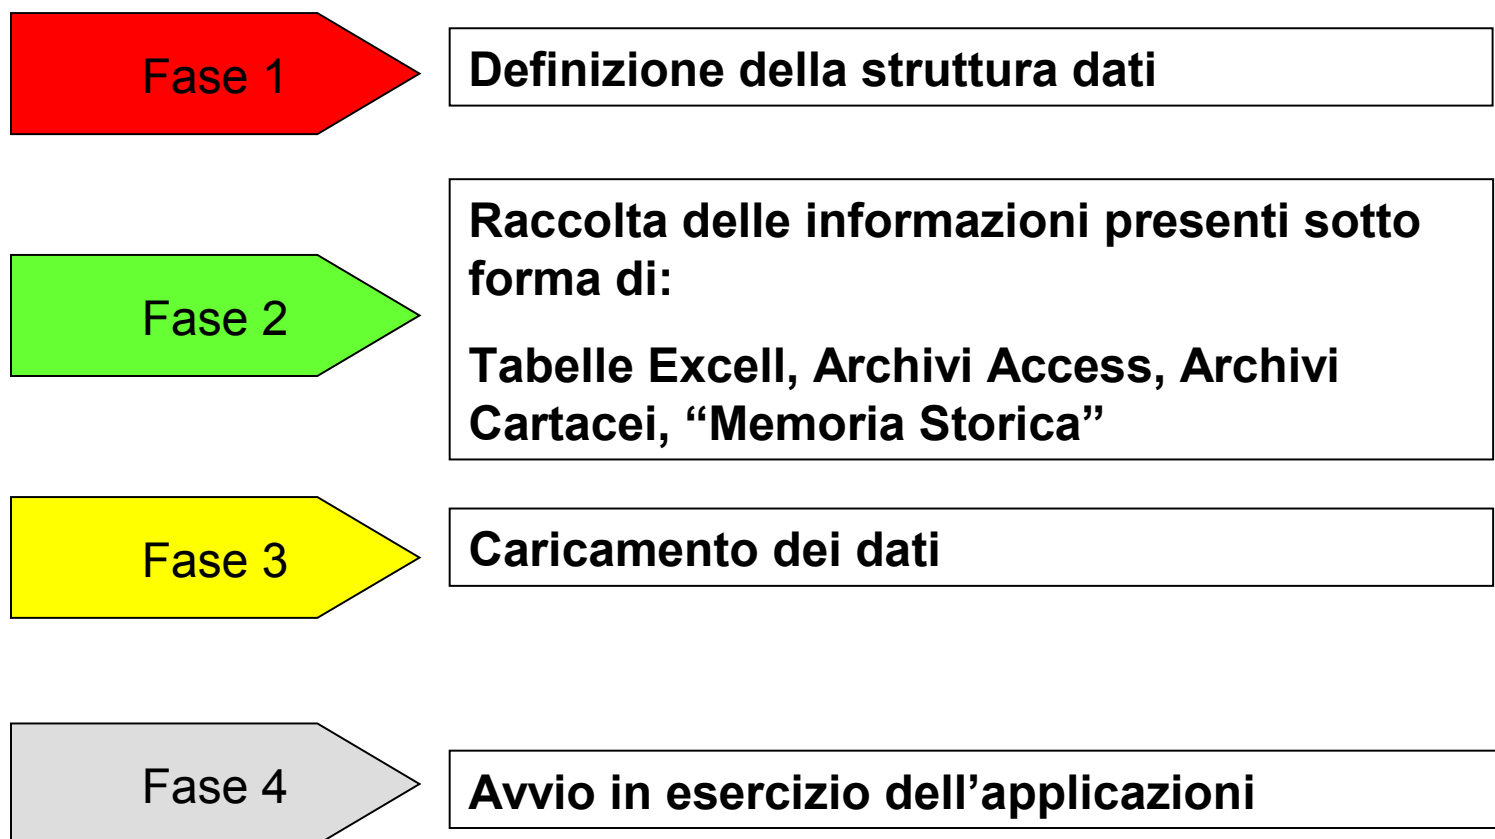 Fase 1
Definizione della struttura dati
Raccolta delle informazioni presenti sotto
forma di:
Fase 2
Tabelle Excell, Archivi Access, Archivi
Cartacei, “Memoria Storica”
Fase 3
Caricamento dei dati
Fase 4
Avvio in esercizio dell’applicazioni